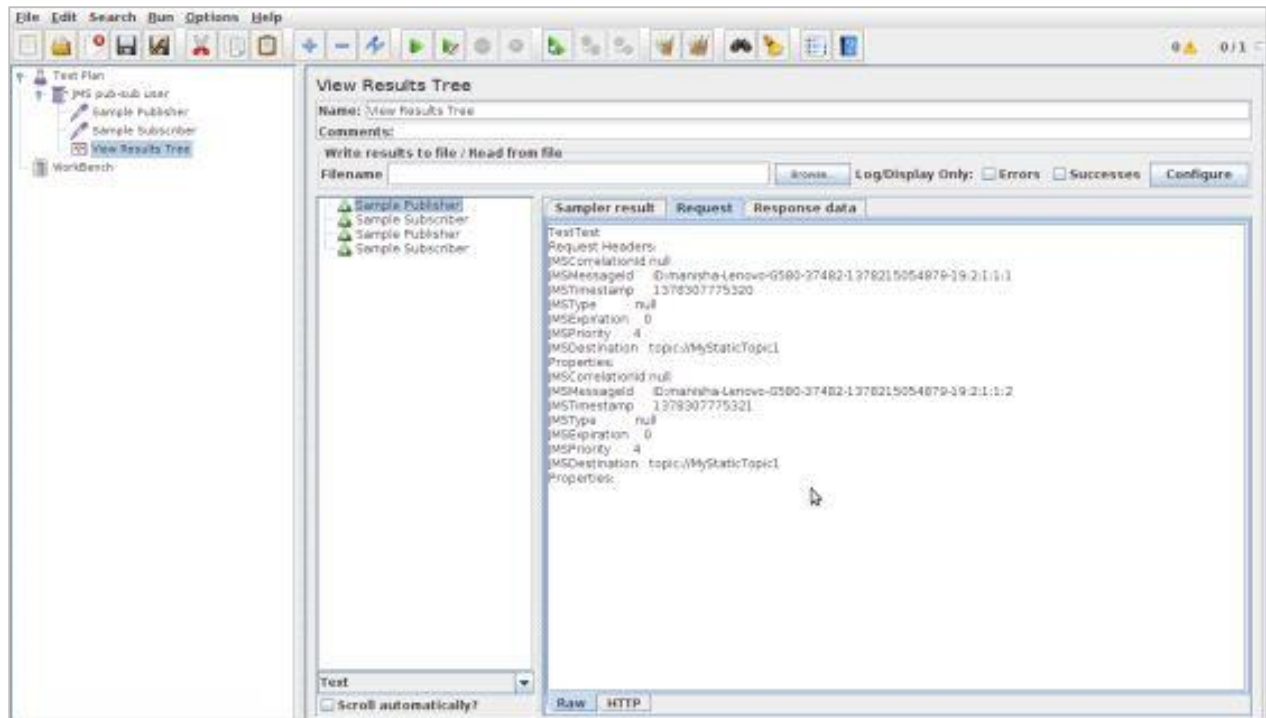 File Edit Search Run Options Help
0 0/1
Test Plan
JMS pub-sub user
Sample Publisher
Sample Subscriber
View Results Tree
WorkBench
View Results Tree
Name: View Results Tree
Comments:
Write results to file / Read from file
Filename Browse... Log/Display Only: Errors Successes Configure
Sample Publisher
Sample Subscriber
Sample Publisher
Sample Subscriber
Sampler result Request Response data
TestTest
Request Headers:
JMSCorrelationId null
JMSMessageId ID:manisha-Lenovo-G580-37482-1378215054879-19:2:1:1:1
JMSTimestamp 1378307775320
JMSType null
JMSExpiration 0
JMSPriority 4
JMSDestination topic://MyStaticTopic1
Properties:
JMSCorrelationId null
JMSMessageId ID:manisha-Lenovo-G580-37482-1378215054879-19:2:1:1:2
JMSTimestamp 1378307775321
JMSType null
JMSExpiration 0
JMSPriority 4
JMSDestination topic://MyStaticTopic1
Properties:
Text
Scroll automatically?
Raw HTTP